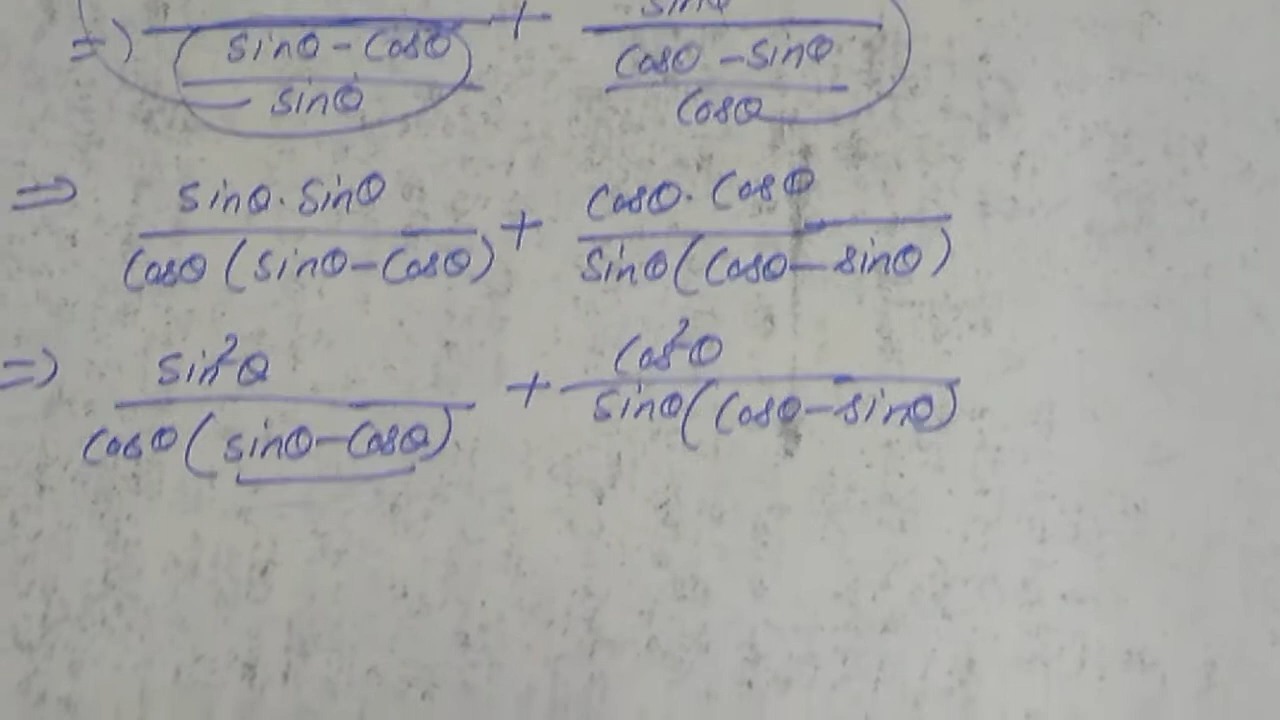 =) + sinθ
sinθ - cosθ cosθ - sinθ
sinθ cosθ
⇒ sinθ. sinθ + cosθ. cosθ
cosθ (sinθ - cosθ) sinθ (cosθ - sinθ)
=) sin²θ + cos²θ
cosθ (sinθ - cosθ) sinθ (cosθ - sinθ)